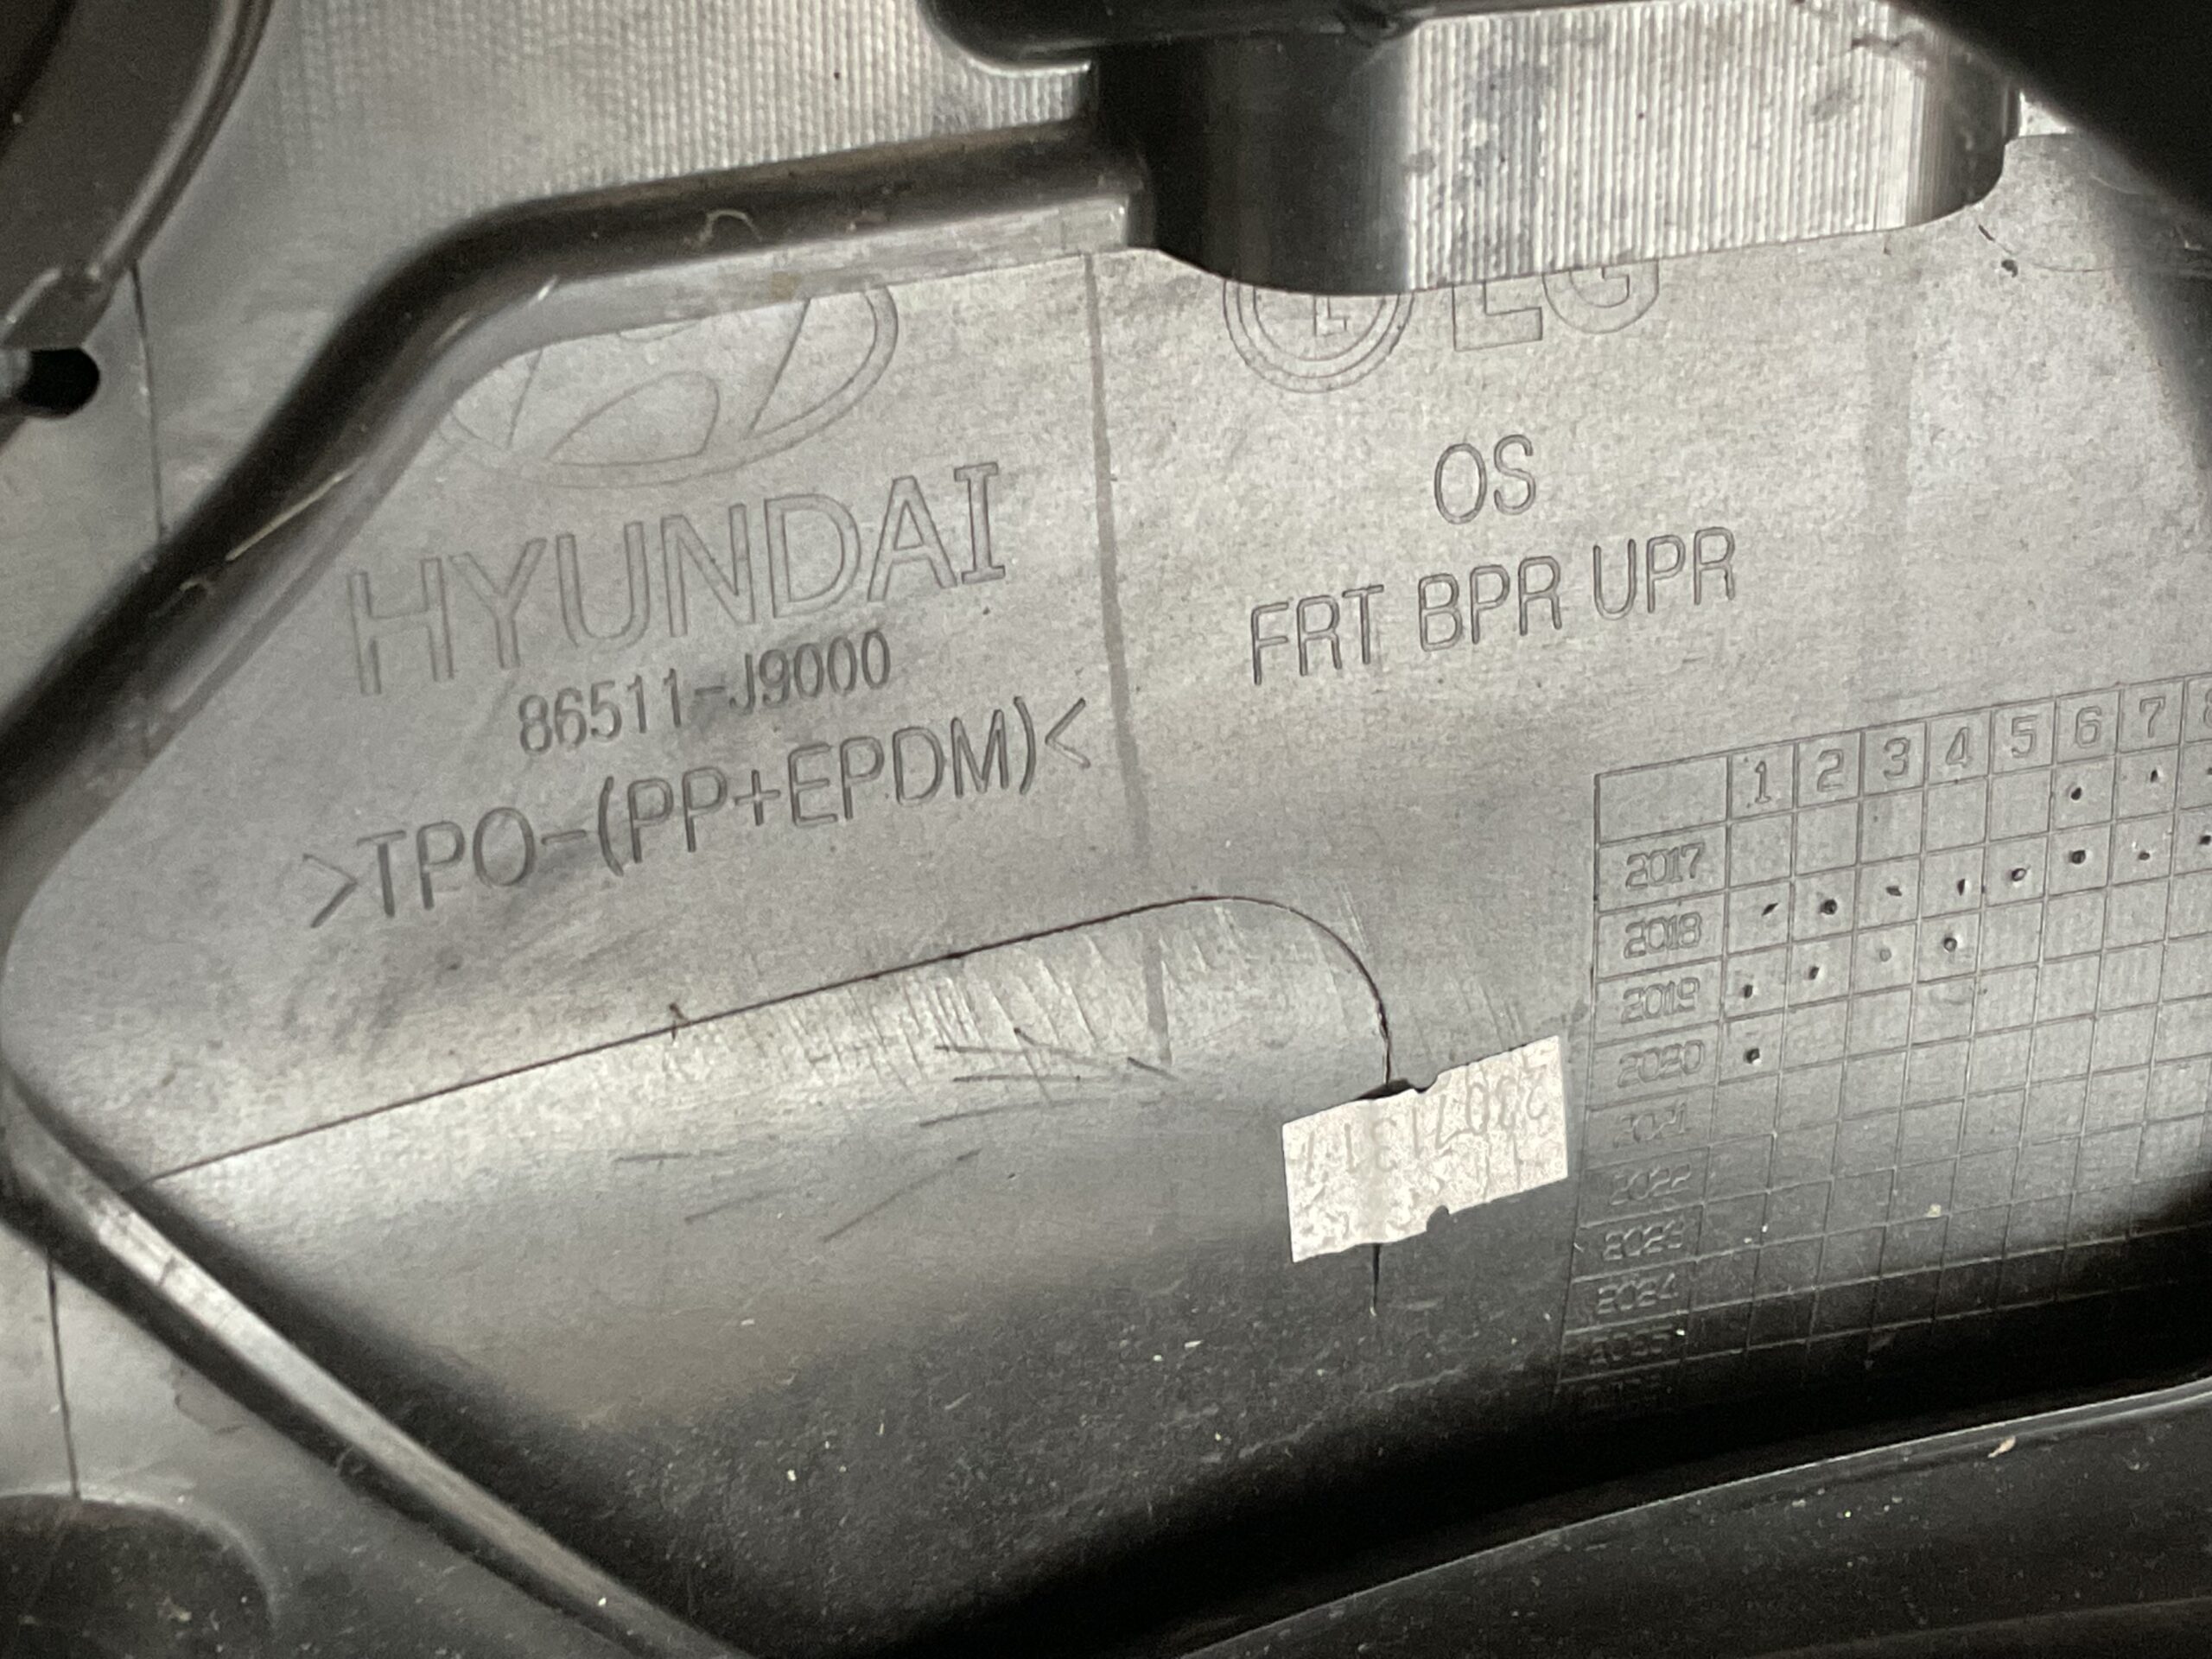 LG
HYUNDAI
86511-J9000
>TPO-(PP+EPDM)<
OS
FRT BPR UPR
1 2 3 4 5 6 7
2017
2018
2019
2020
2021
2022
2023
2024
2025